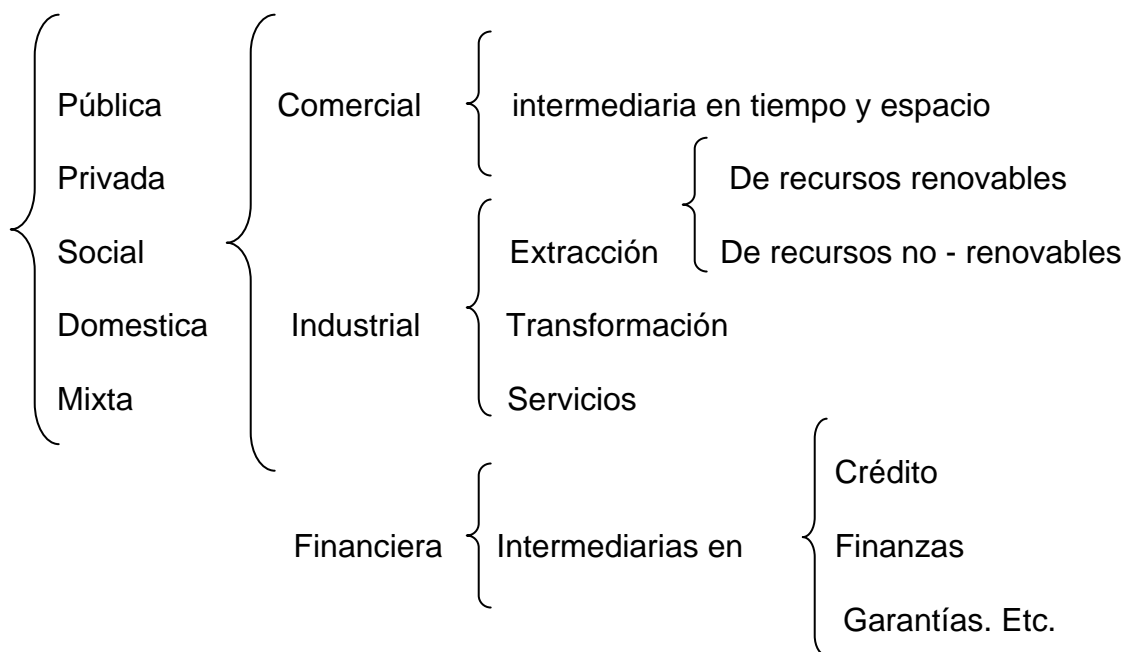 Pública
Privada
Social
Domestica
Mixta
Comercial
Industrial
Financiera
intermediaria en tiempo y espacio
Extracción
Transformación
Servicios
De recursos renovables
De recursos no - renovables
Intermediarias en
Crédito
Finanzas
Garantías. Etc.